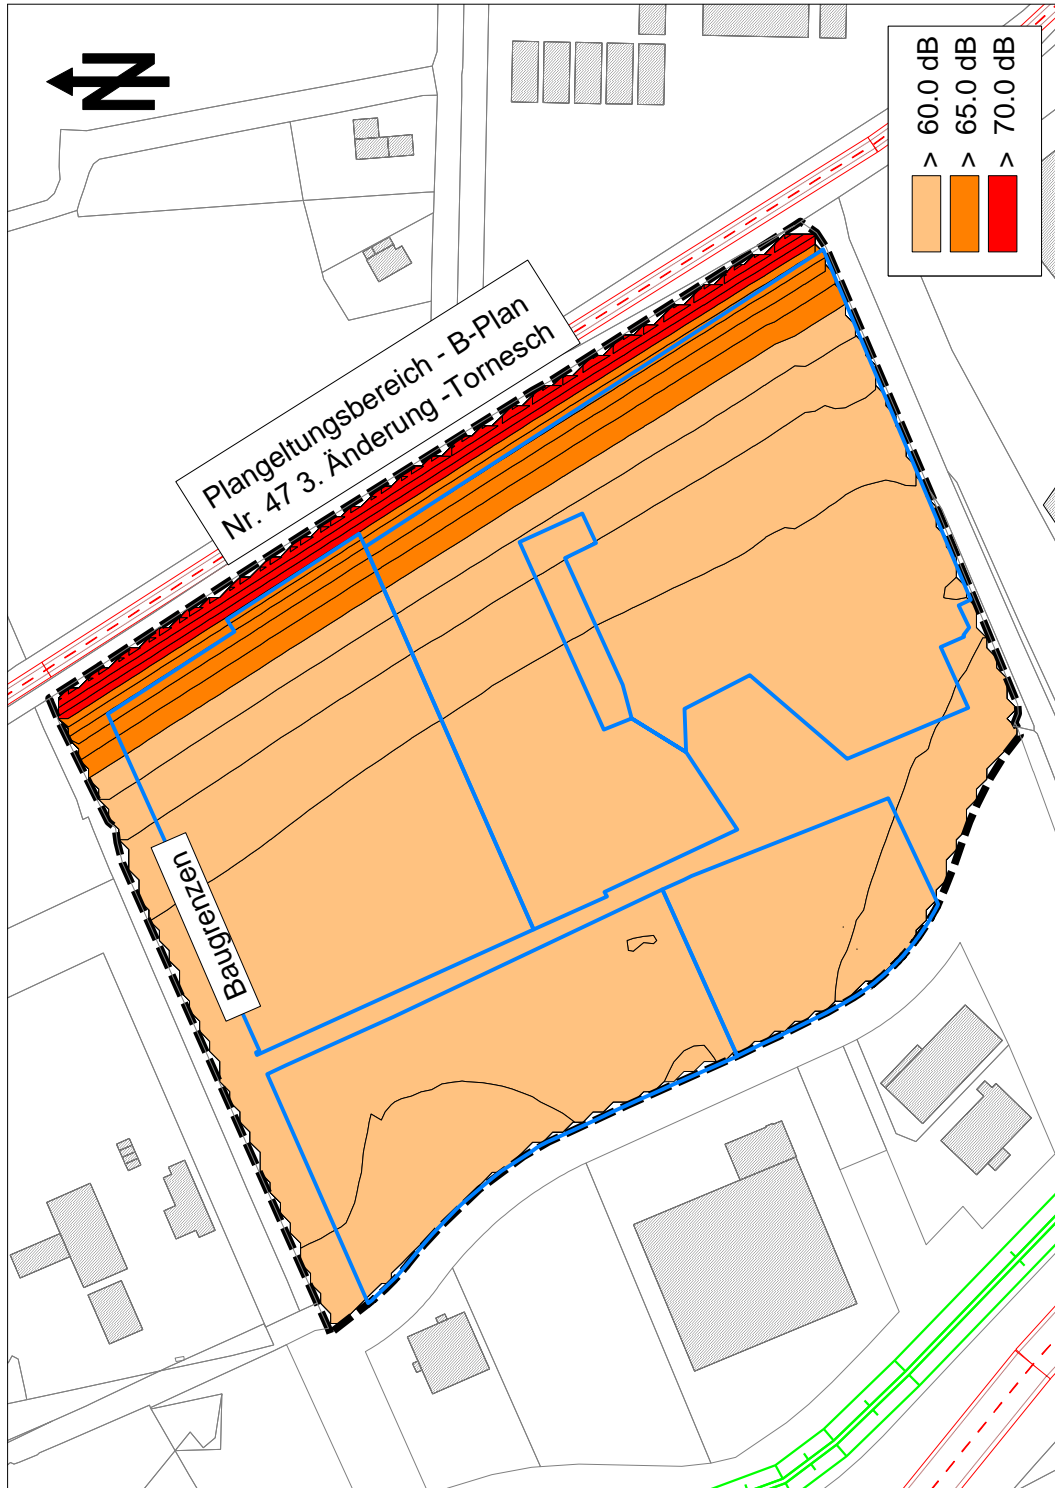 N
Plangeltungsbereich - B-Plan
Nr. 47 3. Änderung -Tornesch
Baugrenzen
> 60.0 dB
> 65.0 dB
> 70.0 dB